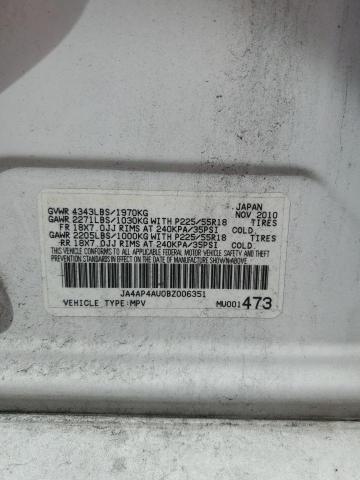 JAPAN
GVWR 4343LBS/1970KG NOV 2010
GAWR 2271LBS/1030KG WITH P225/55R18 TIRES
FR 18X7.0JJ RIMS AT 240KPA/35PSI COLD.
GAWR 2205LBS/1000KG WITH P225/55R18 TIRES
RR 18X7.0JJ RIMS AT 240KPA/35PSI COLD.
THIS VEHICLE CONFORMS TO ALL APPLICABLE FEDERAL MOTOR VEHICLE SAFETY AND THEFT
PREVENTION STANDARDS IN EFFECT ON THE DATE OF MANUFACTURE SHOWN ABOVE.
JA4AP4AU0BZ006351
VEHICLE TYPE:MPV MU001473